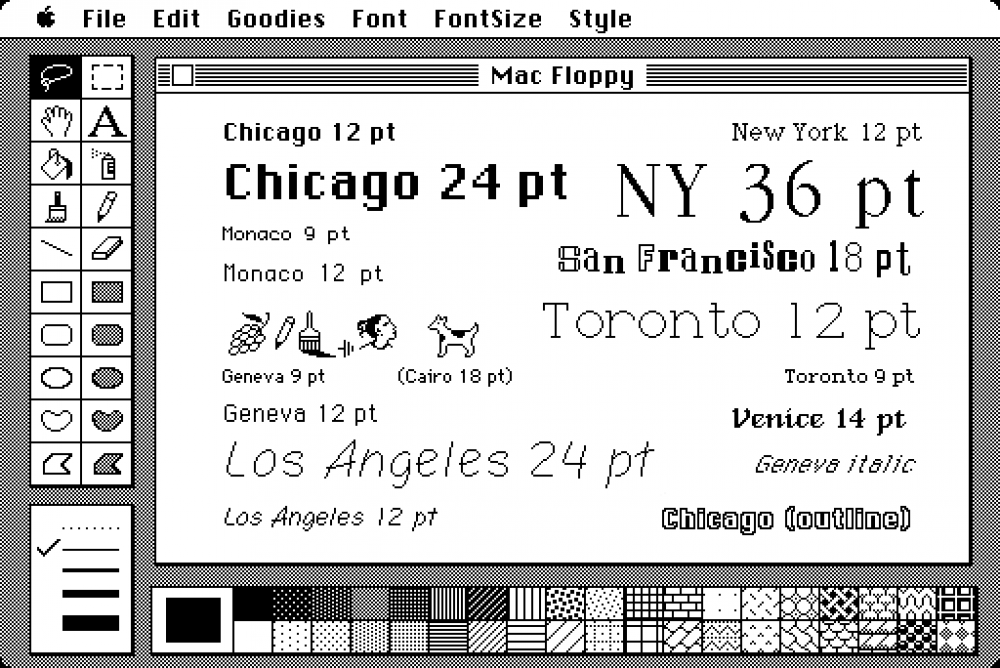 File Edit Goodies Font FontSize Style
Mac Floppy
Chicago 12 pt
New York 12 pt
Chicago 24 pt
NY 36 pt
Monaco 9 pt
San Francisco 18 pt
Monaco 12 pt
Toronto 12 pt
Geneva 9 pt
(Cairo 18 pt)
Toronto 9 pt
Geneva 12 pt
Venice 14 pt
Los Angeles 24 pt
Geneva italic
Los Angeles 12 pt
Chicago (outline)
A